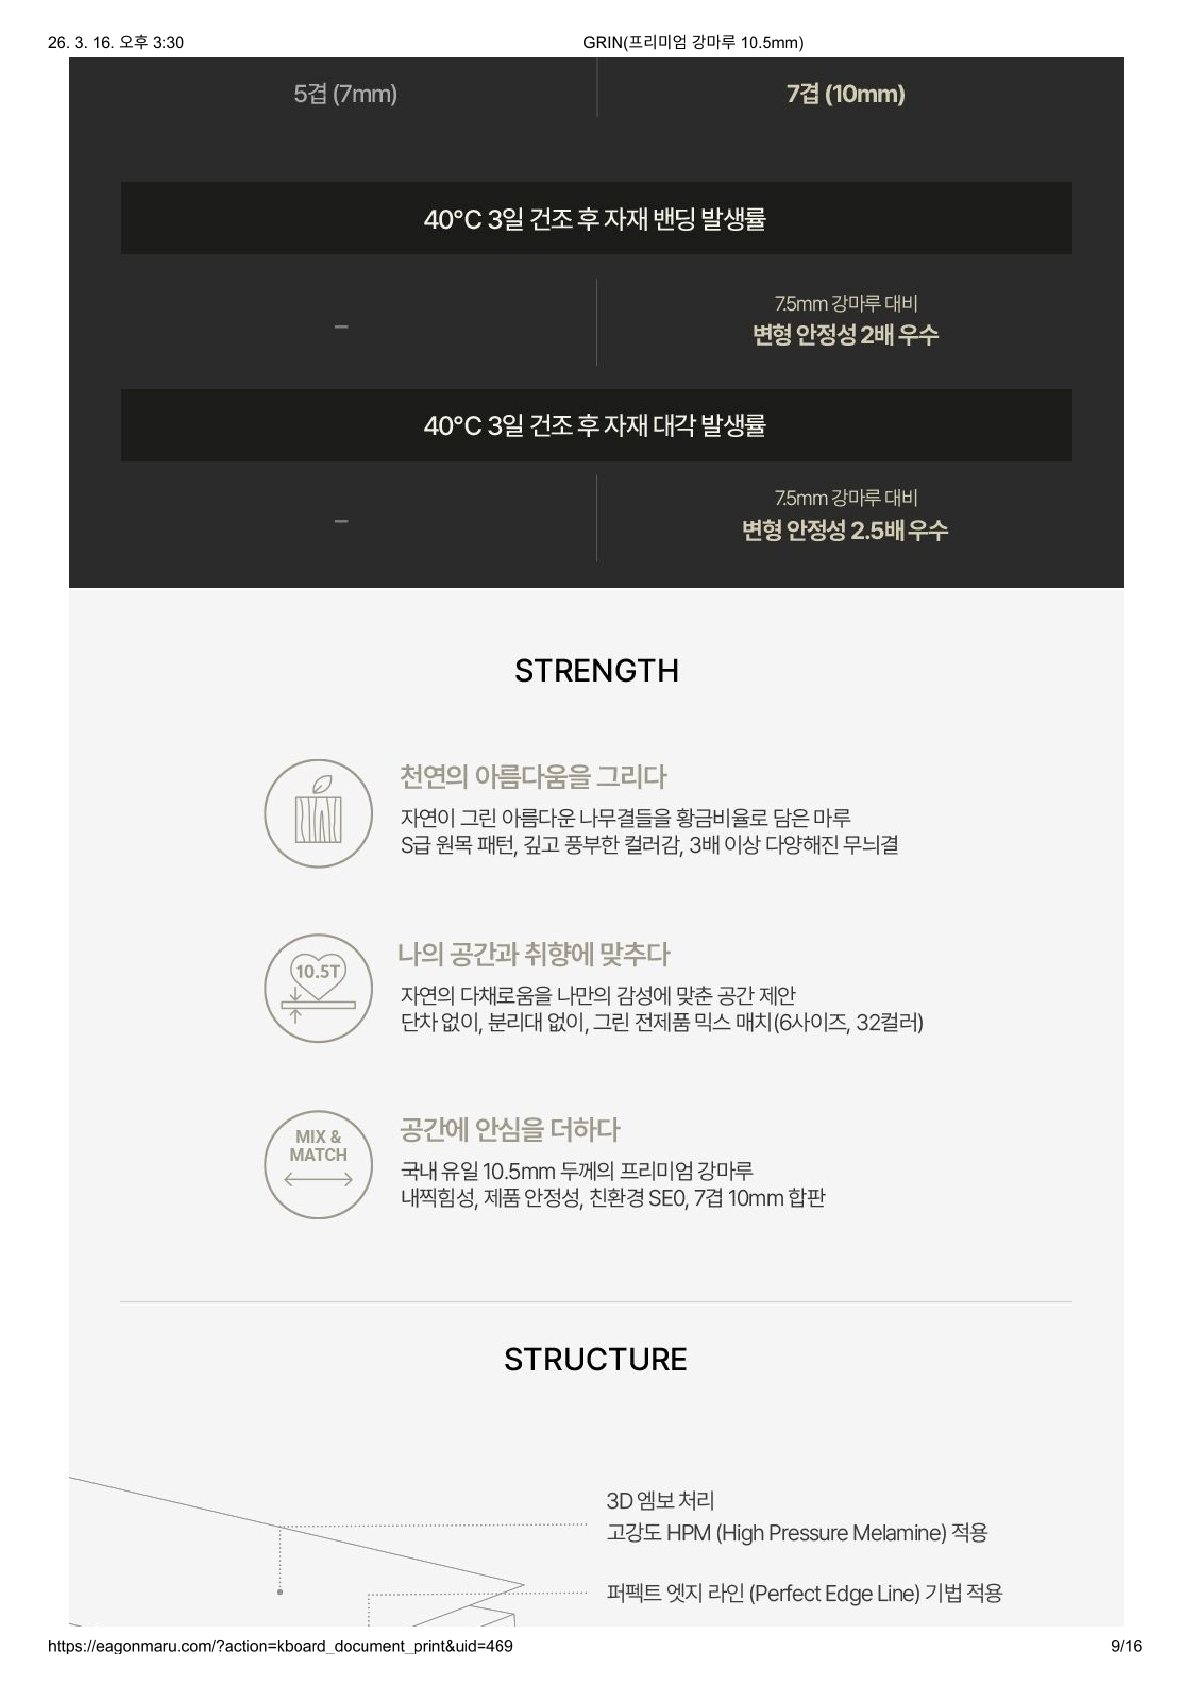 26. 3. 16. 오후 3:30
GRIN(프리미엄 강마루 10.5mm)
5겹 (7mm)
7겹 (10mm)
40°C 3일 건조 후 자재 밴딩 발생률
–
7.5mm 강마루 대비
변형 안정성 2배 우수
40°C 3일 건조 후 자재 대각 발생률
–
7.5mm 강마루 대비
변형 안정성 2.5배 우수
STRENGTH
천연의 아름다움을 그리다
자연이 그린 아름다운 나무결들을 황금비율로 담은 마루
S급 원목 패턴, 깊고 풍부한 컬러감, 3배 이상 다양해진 무늬결
10.5T
나의 공간과 취향에 맞추다
자연의 다채로움을 나만의 감성에 맞춘 공간 제안
단차 없이, 분리대 없이, 그린 전제품 믹스 매치(6사이즈, 32컬러)
MIX &
MATCH
공간에 안심을 더하다
국내 유일 10.5mm 두께의 프리미엄 강마루
내찍힘성, 제품 안정성, 친환경 SE0, 7겹 10mm 합판
STRUCTURE
3D 엠보 처리
고강도 HPM (High Pressure Melamine) 적용
퍼펙트 엣지 라인 (Perfect Edge Line) 기법 적용
https://eagonmaru.com/?action=kboard_document_print&uid=469
9/16